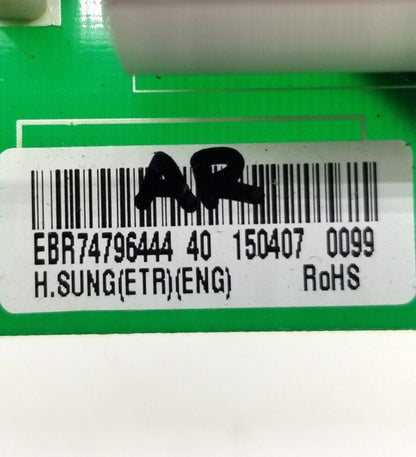 AR
EBR74796444 40 150407 0099
H.SUNG(ETR)(ENG) RoHS